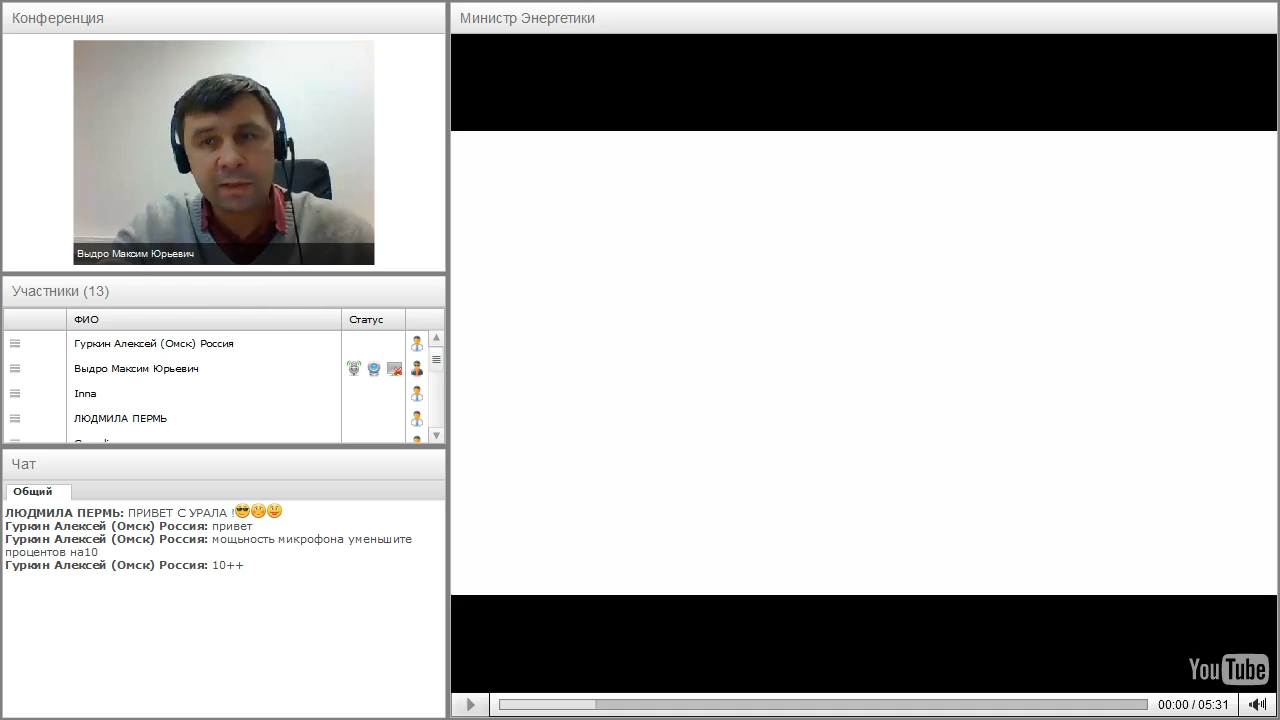 Конференция
Выдро Максим Юрьевич
Участники (13)
ФИО
Статус
Гуркин Алексей (Омск) Россия
Выдро Максим Юрьевич
Inna
ЛЮДМИЛА ПЕРМЬ
Чат
Общий
ЛЮДМИЛА ПЕРМЬ: ПРИВЕТ С УРАЛА !
Гуркин Алексей (Омск) Россия: привет
Гуркин Алексей (Омск) Россия: мощьность микрофона уменьшите
процентов на10
Гуркин Алексей (Омск) Россия: 10++
Министр Энергетики
YouTube
00:00 / 05:31